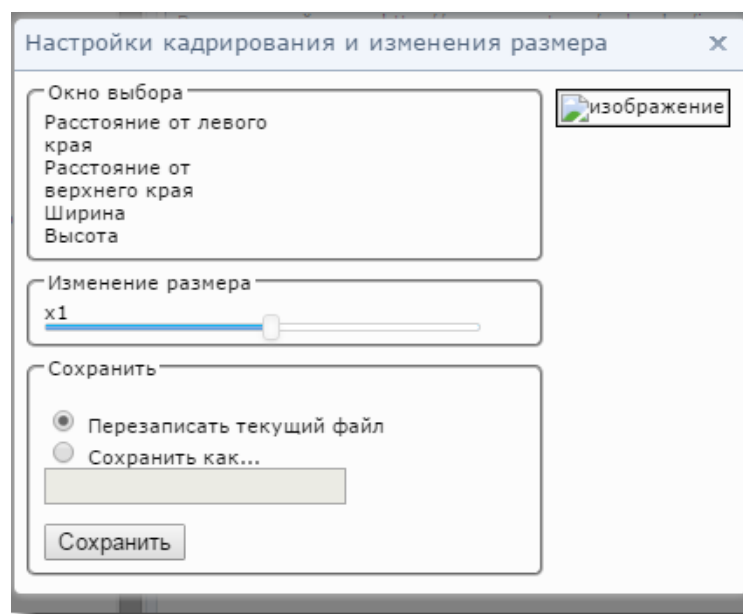 Настройки кадрирования и изменения размера
Окно выбора
Расстояние от левого
края
Расстояние от
верхнего края
Ширина
Высота
Изменение размера
x1
Сохранить
Перезаписать текущий файл
Сохранить как...
Сохранить
изображение